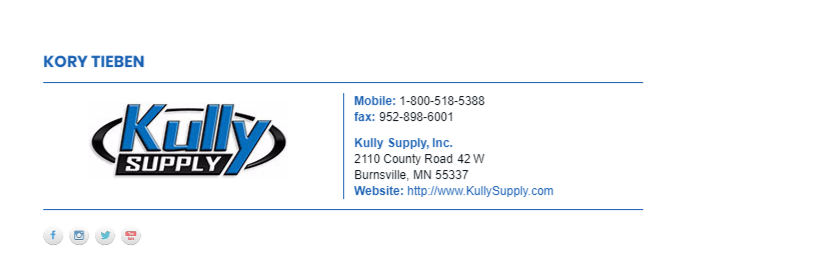 KORY TIEBEN
Kully
SUPPLY
Mobile: 1-800-518-5388
fax: 952-898-6001
Kully Supply, Inc.
2110 County Road 42 W
Burnsville, MN 55337
Website: http://www.KullySupply.com